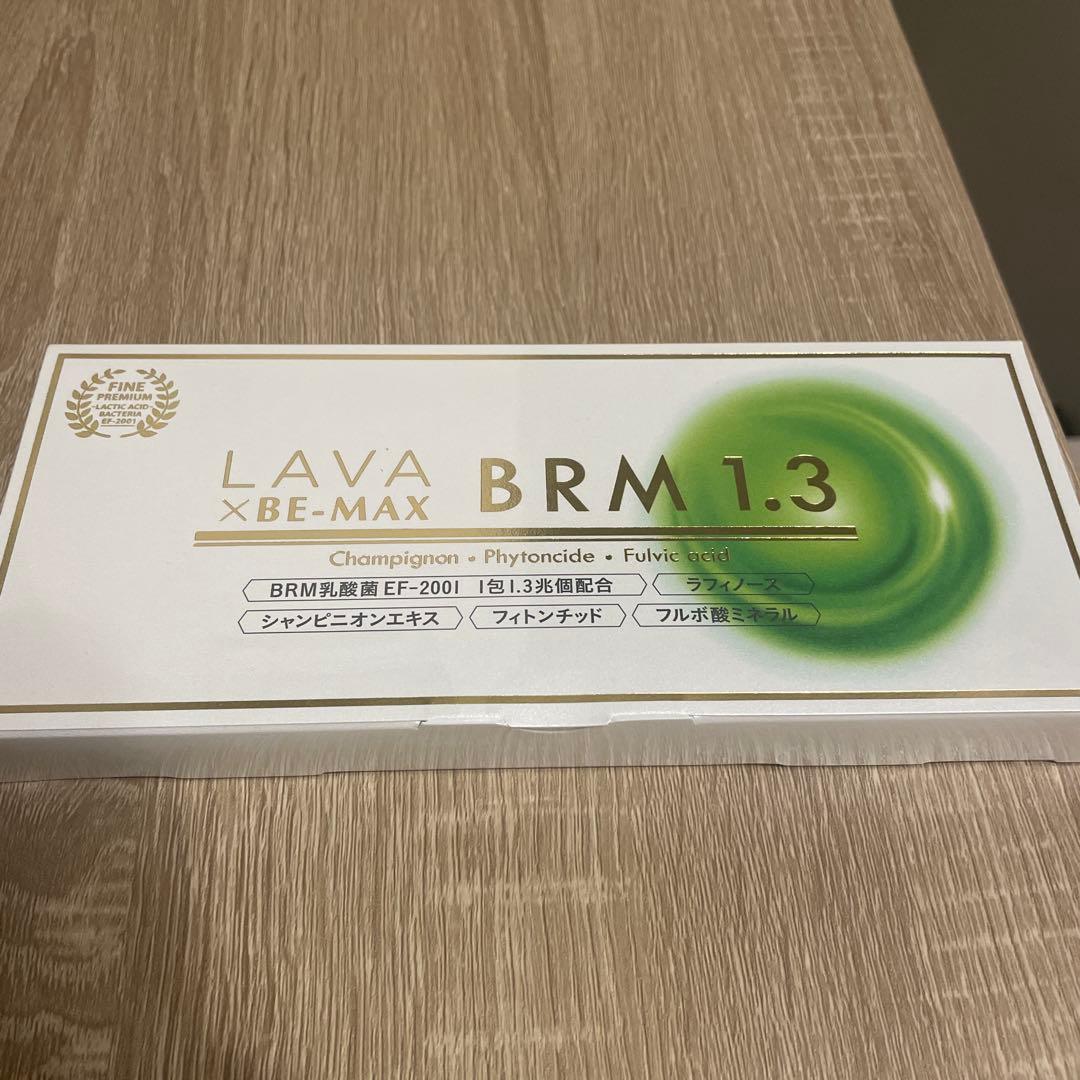 FINE
PREMIUM
-LACTIC ACID-
BACTERIA
EF-2001
LAVA
×BE-MAX
BRM 1.3
Champignon • Phytoncide • Fulvic acid
BRM乳酸菌 EF-2001 1包1.3兆個配合
ラフィノース
シャンピニオンエキス
フィトンチッド
フルボ酸ミネラル